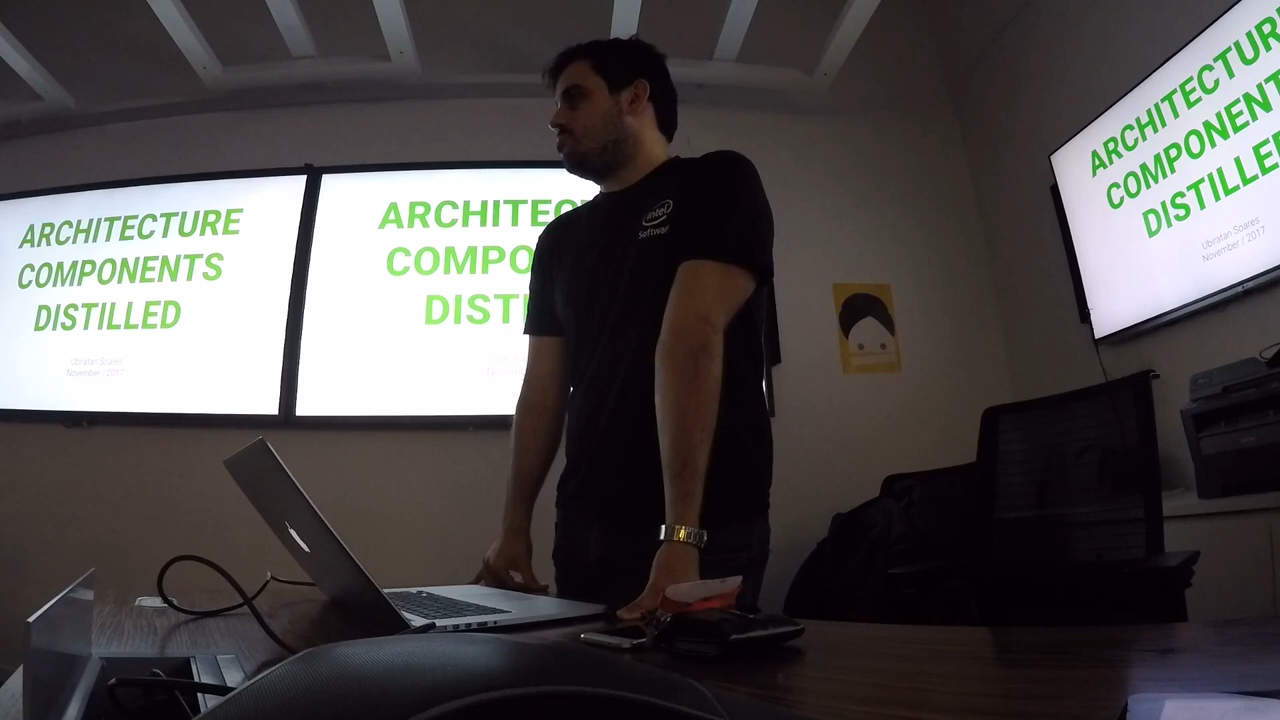 ARCHITECTURE
COMPONENTS
DISTILLED
Ubiratan Soares
November / 2017
ARCHITEC
COMPO
DISTI
intel
Software
ARCHITECTUR
COMPONENT
DISTILLED
Ubiratan Soares
November / 2017